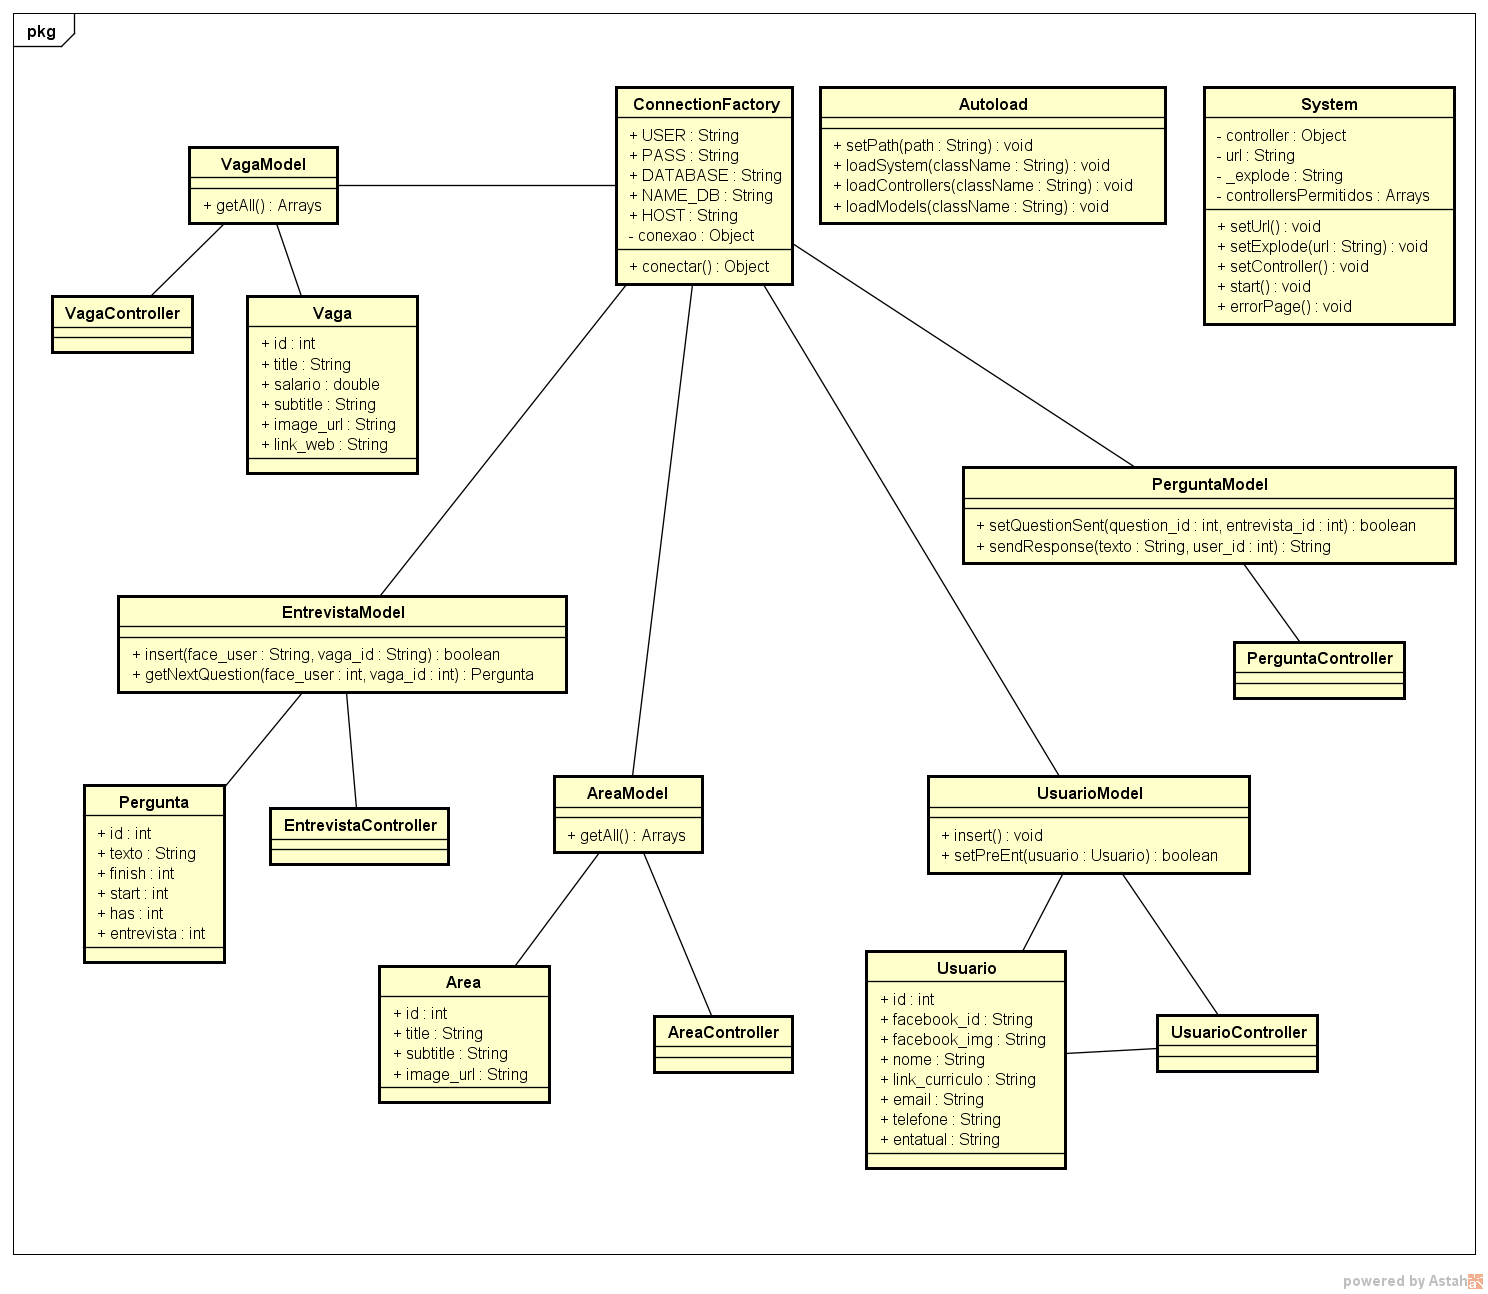 pkg
ConnectionFactory
+ USER : String
+ PASS : String
+ DATABASE : String
+ NAME_DB : String
+ HOST : String
- conexao : Object
+ conectar() : Object
Autoload
+ setPath(path : String) : void
+ loadSystem(className : String) : void
+ loadControllers(className : String) : void
+ loadModels(className : String) : void
System
- controller : Object
- url : String
- _explode : String
- controllersPermitidos : Arrays
+ setUrl() : void
+ setExplode(url : String) : void
+ setController() : void
+ start() : void
+ errorPage() : void
VagaModel
+ getAll() : Arrays
VagaController
Vaga
+ id : int
+ title : String
+ salario : double
+ subtitle : String
+ image_url : String
+ link_web : String
PerguntaModel
+ setQuestionSent(question_id : int, entrevista_id : int) : boolean
+ sendResponse(texto : String, user_id : int) : String
EntrevistaModel
+ insert(face_user : String, vaga_id : String) : boolean
+ getNextQuestion(face_user : int, vaga_id : int) : Pergunta
PerguntaController
Pergunta
+ id : int
+ texto : String
+ finish : int
+ start : int
+ has : int
+ entrevista : int
EntrevistaController
AreaModel
+ getAll() : Arrays
UsuarioModel
+ insert() : void
+ setPreEnt(usuario : Usuario) : boolean
Area
+ id : int
+ title : String
+ subtitle : String
+ image_url : String
AreaController
Usuario
+ id : int
+ facebook_id : String
+ facebook_img : String
+ nome : String
+ link_curriculo : String
+ email : String
+ telefone : String
+ entatual : String
UsuarioController
powered by Astah